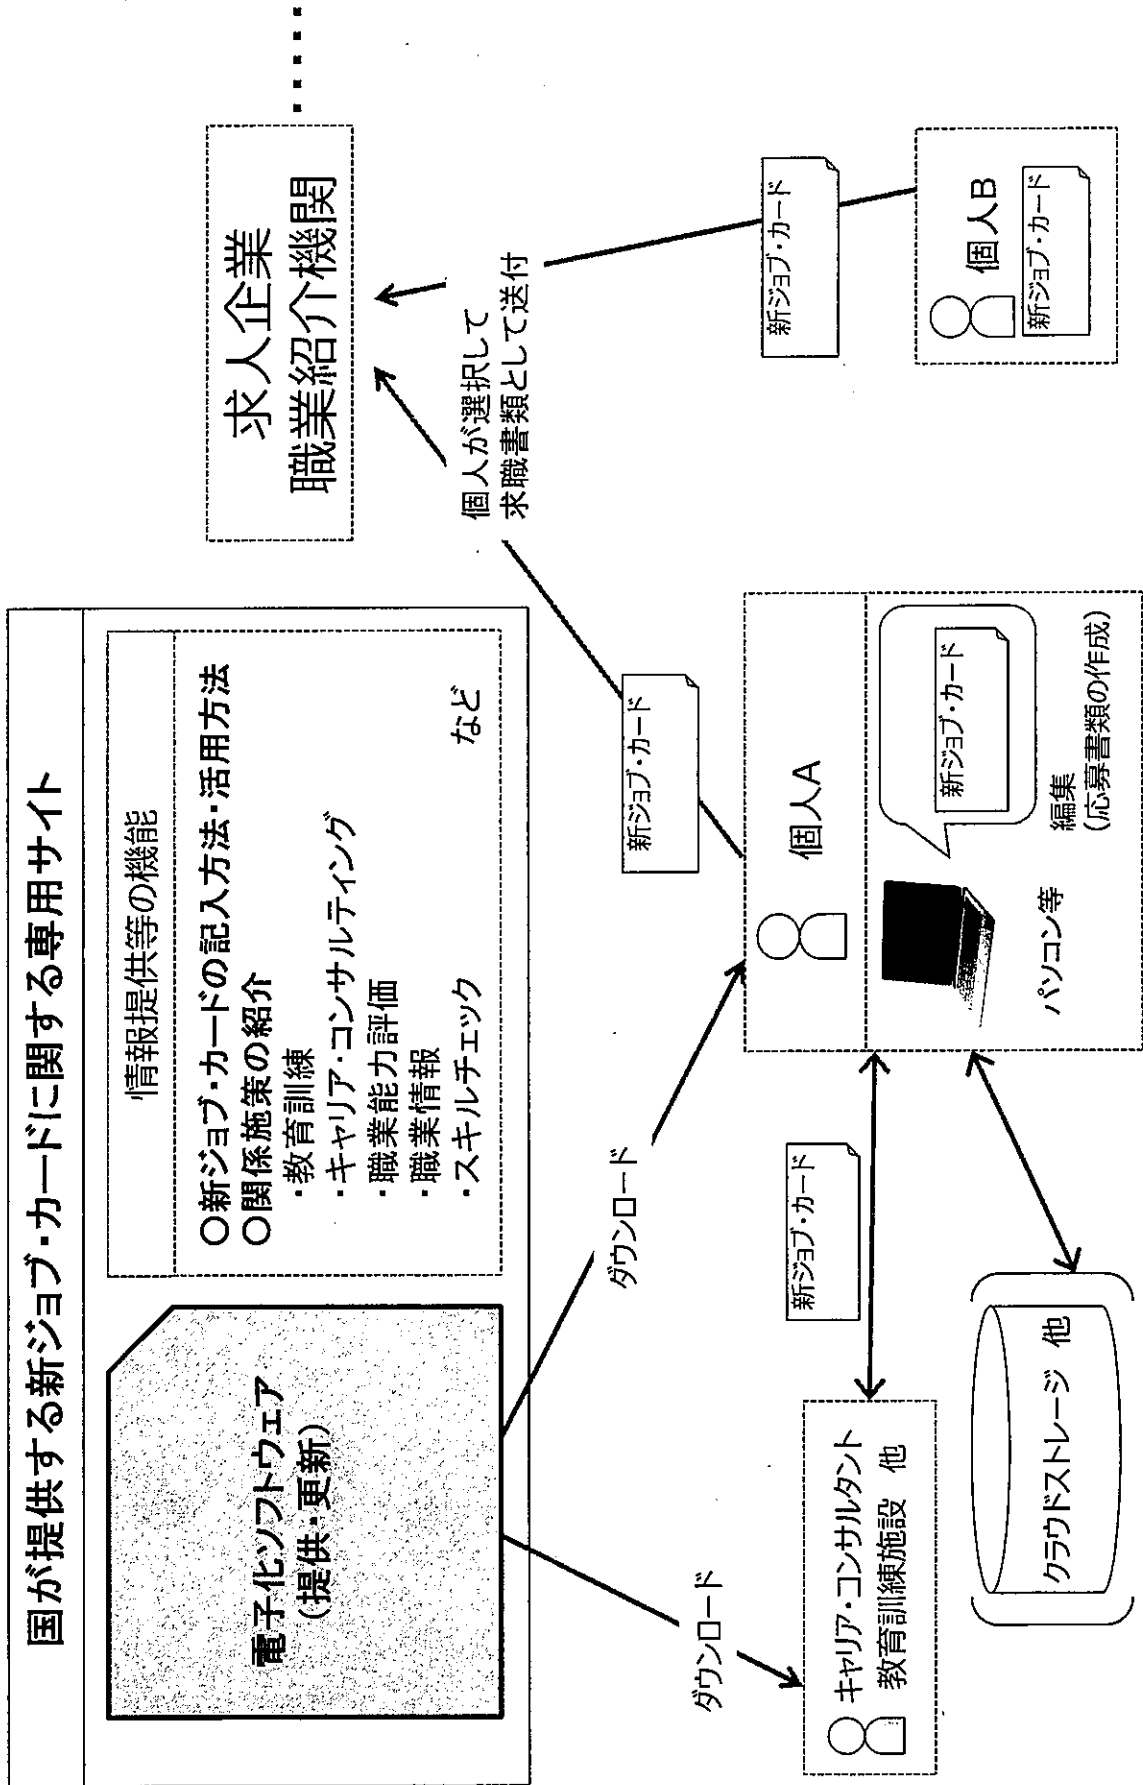 国が提供する新ジョブ・カードに関する専用サイト
電子化ソフトウェア
(提供・更新)
情報提供等の機能
○新ジョブ・カードの記入方法・活用方法
○関係施策の紹介
・教育訓練
・キャリア・コンサルティング
・職業能力評価
・職業情報
・スキルチェック
など
求人企業
職業紹介機関
・・・・・
ダウンロード
ダウンロード
新ジョブ・カード
個人が選択して
求職書類として送付
新ジョブ・カード
キャリア・コンサルタント
教育訓練施設 他
新ジョブ・カード
個人A
新ジョブ・カード
パソコン等
編集
(応募書類の作成)
個人B
新ジョブ・カード
クラウドストレージ 他